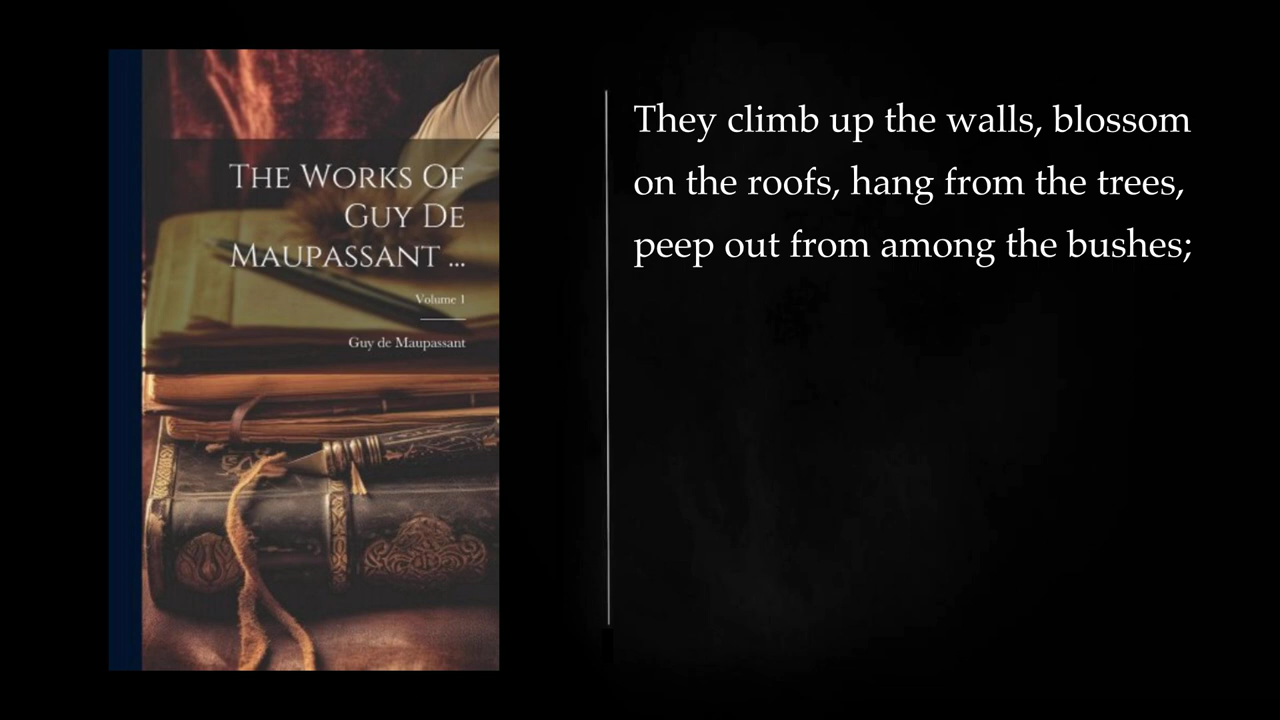 The Works Of
Guy De
Maupassant ...
Volume 1
Guy de Maupassant
They climb up the walls, blossom
on the roofs, hang from the trees,
peep out from among the bushes;